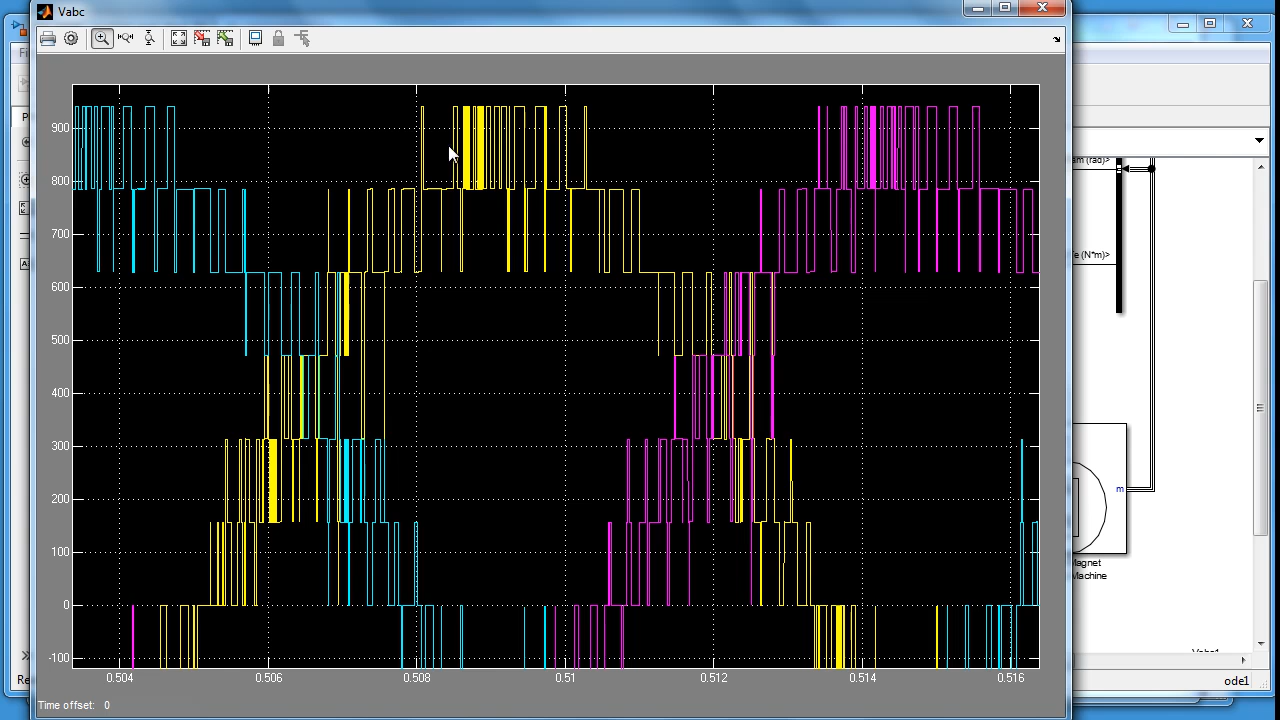 Vabc
900
800
700
600
500
400
300
200
100
0
-100
0.504
0.506
0.508
0.51
0.512
0.514
0.516
Time offset: 0
am (rad)>
e (N*m)>
m
Magnet
Machine
ode1